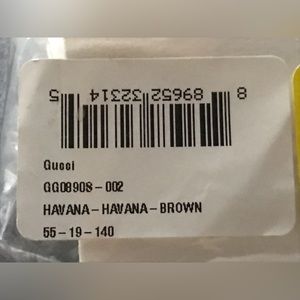 8 89652 32314 5
Gucci
GG0890S-002
HAVANA-HAVANA-BROWN
55-19-140